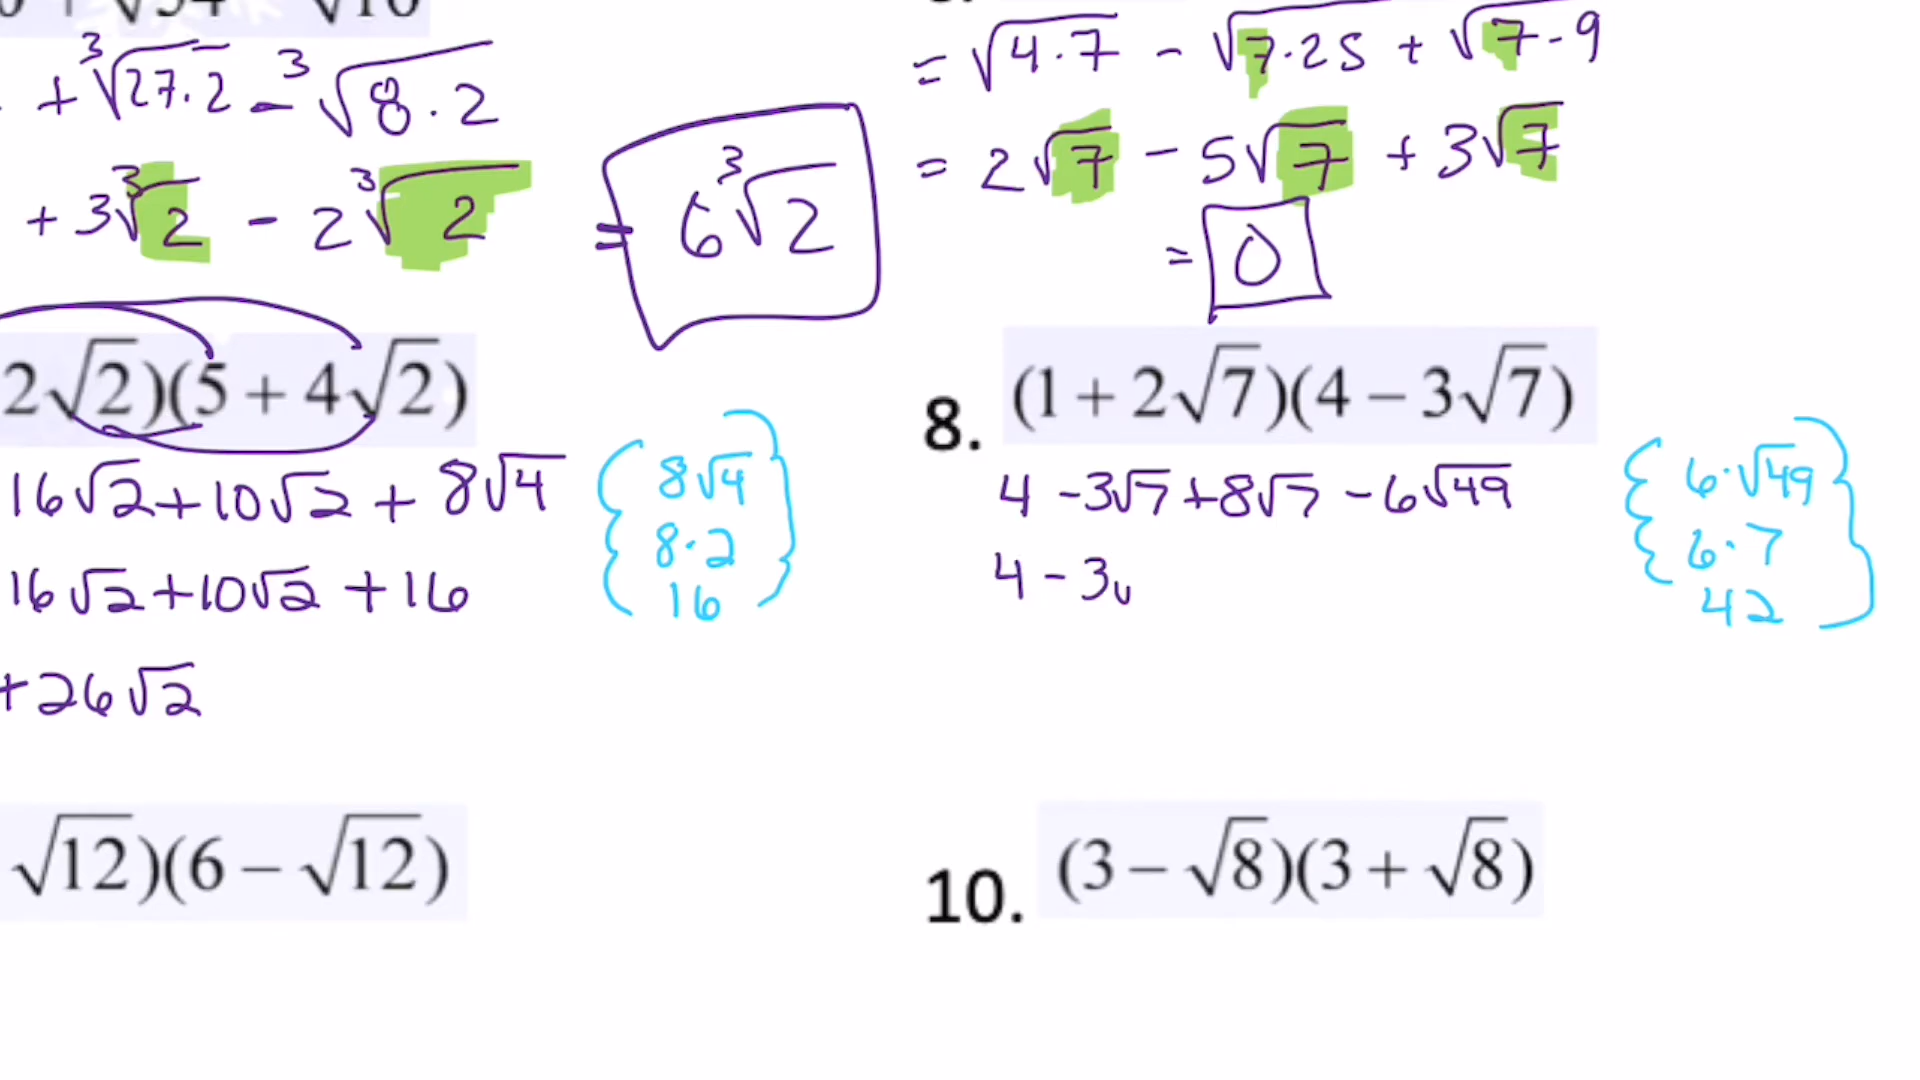 + ∛27·2 - ∛8·2
+ 3∛2 - 2∛2
= 6∛2
= √4·7 - √7·25 + √7·9
= 2√7 - 5√7 + 3√7
= 0
2√2)(5 + 4√2)
16√2 + 10√2 + 8√4
8√4
8·2
16
16√2 + 10√2 + 16
+ 26√2
8. (1 + 2√7)(4 − 3√7)
4 - 3√7 + 8√7 - 6√49
6·√49
6·7
42
4 - 3
√12)(6 − √12)
10. (3 − √8)(3 + √8)